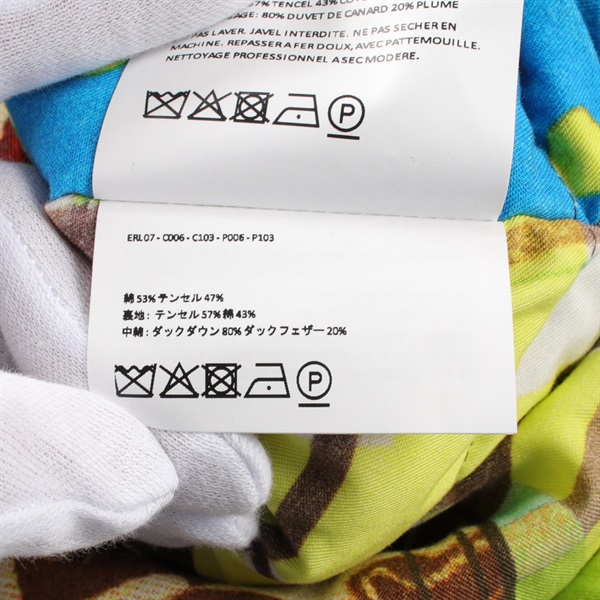 57% TENCEL 43%
80% DUVET DE CANARD 20% PLUME
PAS LAVER. JAVEL INTERDITE. NE PAS SECHER EN
MACHINE. REPASSER A FER DOUX, AVEC PATTEMOUILLE.
NETTOYAGE PROFESSIONNEL A SEC MODERE.
P
ERL07 - C006 - C103 - P006 - P103
綿 53% テンセル 47%
裏地 : テンセル 57% 綿 43%
中綿 : ダックダウン 80% ダックフェザー 20%
P